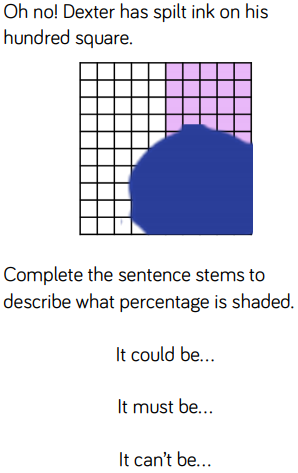 Oh no! Dexter has spilt ink on his
hundred square.
Complete the sentence stems to
describe what percentage is shaded.
It could be...
It must be...
It can't be...